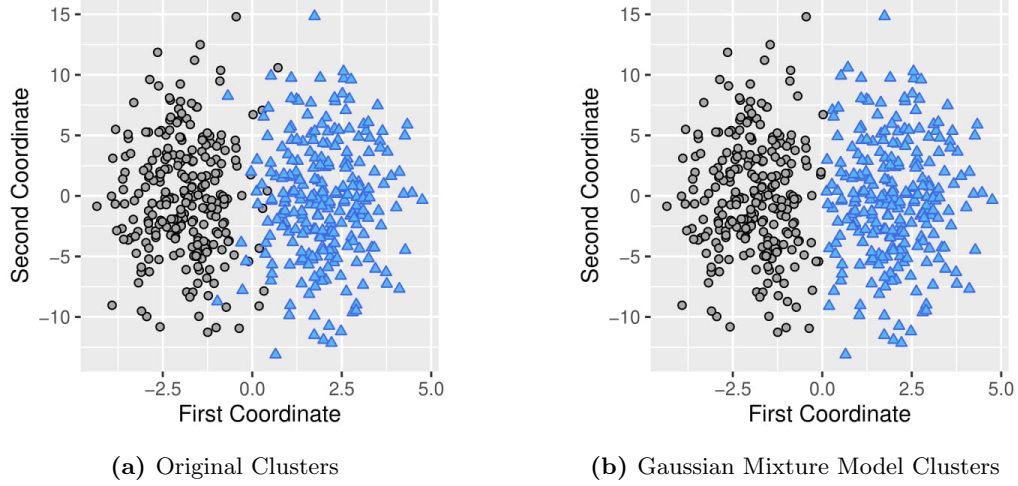 15
10
5
0
−5
−10
Second Coordinate
−2.5 0.0 2.5 5.0
First Coordinate
(a) Original Clusters
15
10
5
0
−5
−10
Second Coordinate
−2.5 0.0 2.5 5.0
First Coordinate
(b) Gaussian Mixture Model Clusters